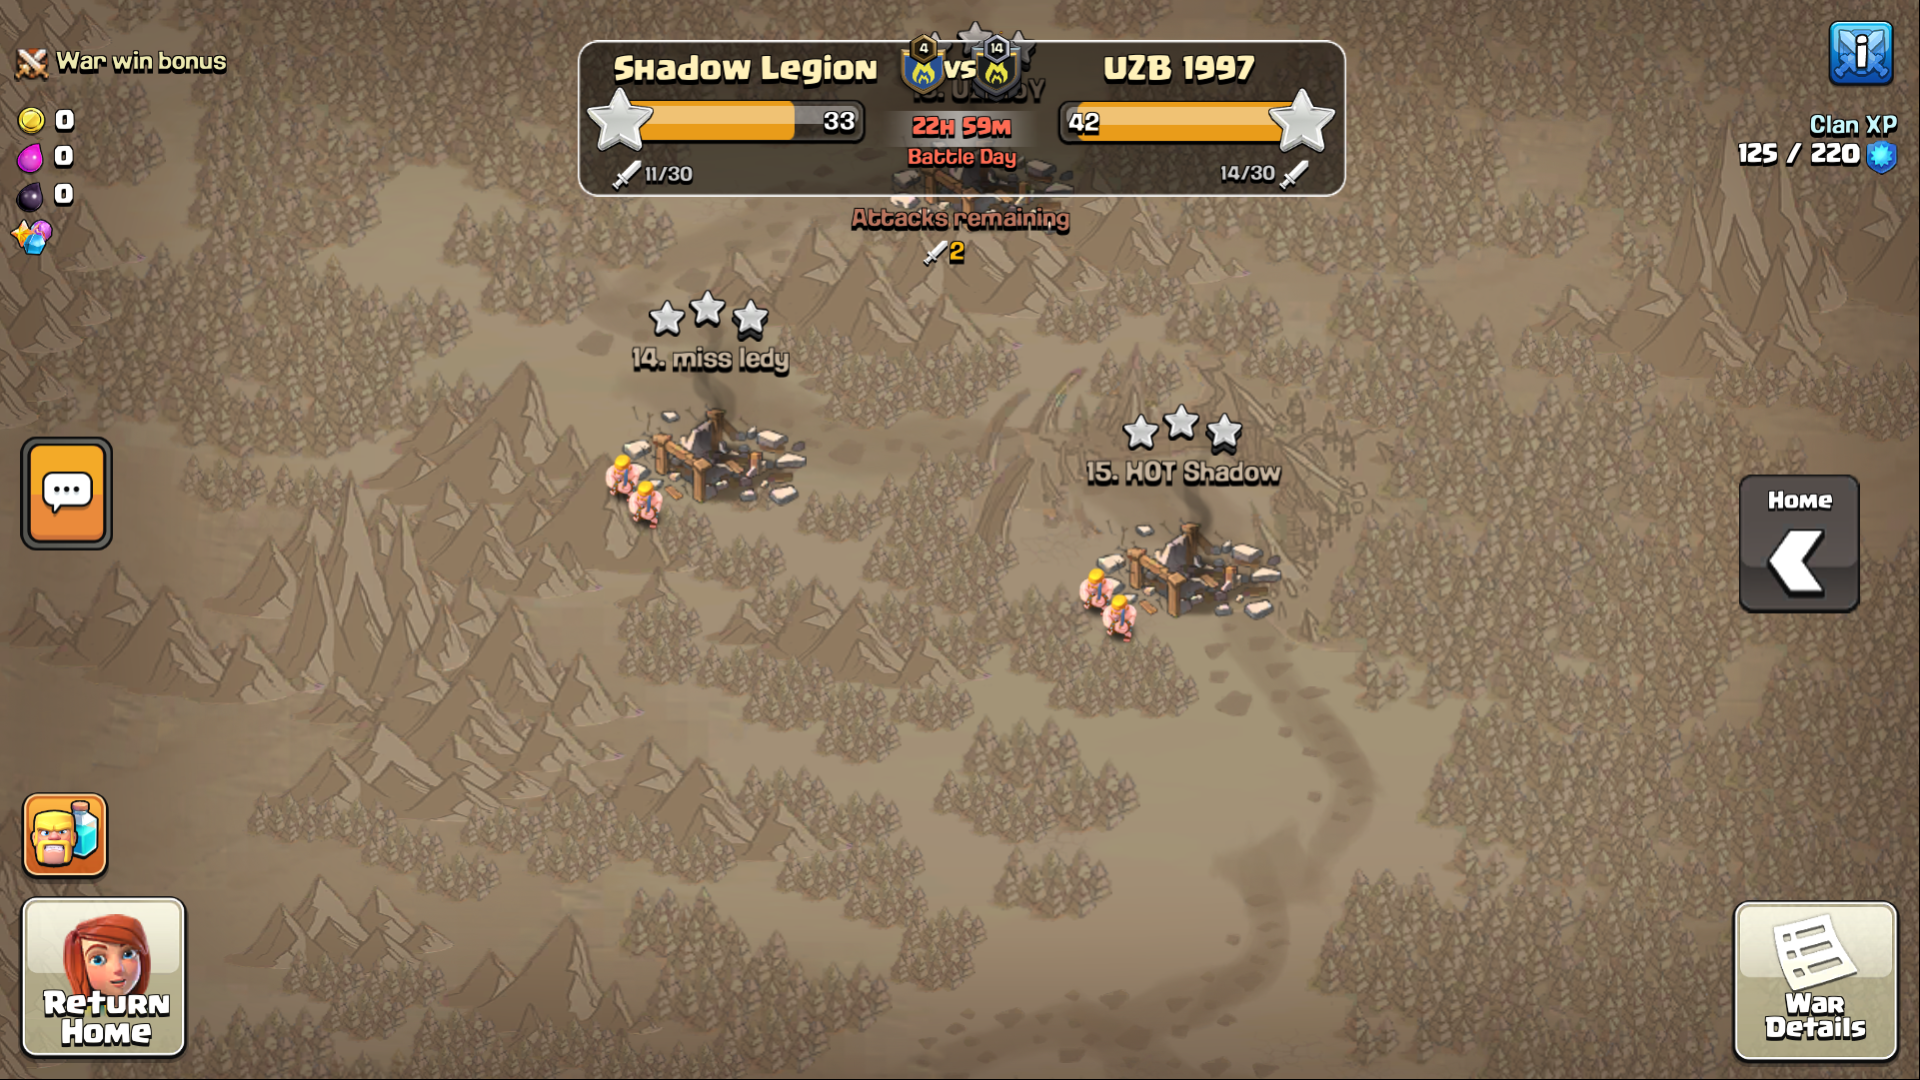 War win bonus
0
0
0
Shadow Legion
4
vs
14
UZB 1997
33
22H 59M
42
Battle Day
11/30
14/30
Attacks remaining
2
Clan XP
125 / 220
14. miss ledy
15. HOT Shadow
Home
Return
Home
War
Details